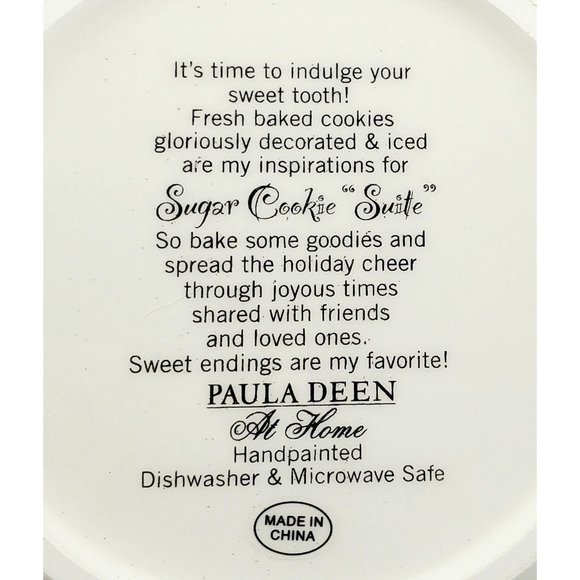 It's time to indulge your
sweet tooth!
Fresh baked cookies
gloriously decorated & iced
are my inspirations for
Sugar Cookie “Suite”
So bake some goodies and
spread the holiday cheer
through joyous times
shared with friends
and loved ones.
Sweet endings are my favorite!
PAULA DEEN
At Home
Handpainted
Dishwasher & Microwave Safe
MADE IN
CHINA